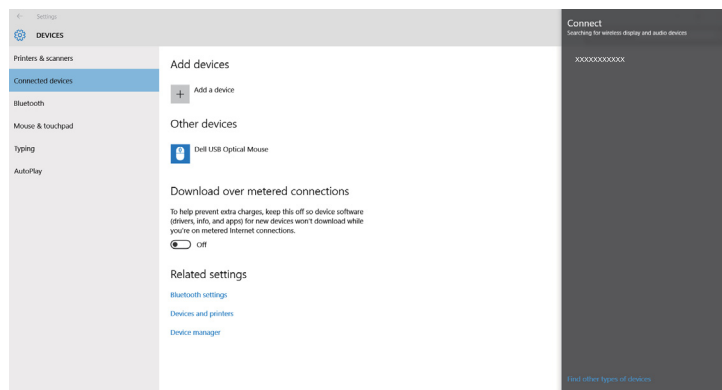 Settings
DEVICES
Printers & scanners
Connected devices
Bluetooth
Mouse & touchpad
Typing
AutoPlay
Add devices
Add a device
Other devices
Dell USB Optical Mouse
Download over metered connections
To help prevent extra charges, keep this off so device software
(drivers, info, and apps) for new devices won't download while
you're on metered Internet connections.
Off
Related settings
Bluetooth settings
Devices and printers
Device manager
Connect
Searching for wireless display and audio devices
XXXXXXXXXXX
Find other types of devices